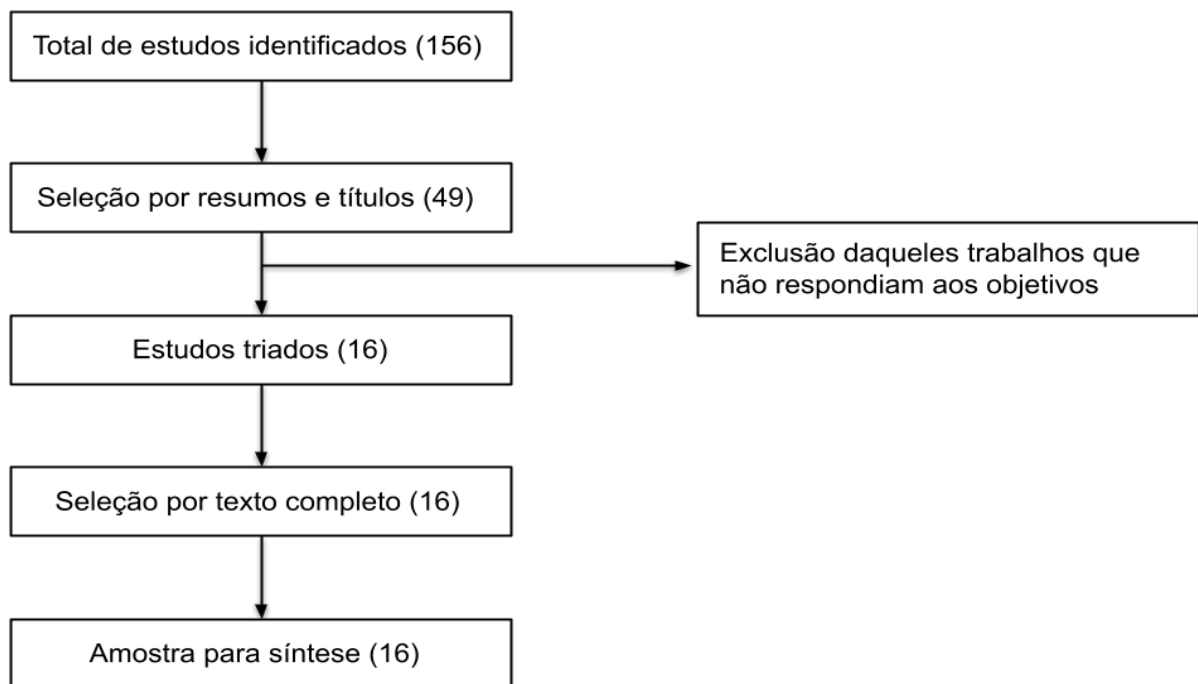 Total de estudos identificados (156)
Seleção por resumos e títulos (49)
Exclusão daqueles trabalhos que
não respondiam aos objetivos
Estudos triados (16)
Seleção por texto completo (16)
Amostra para síntese (16)